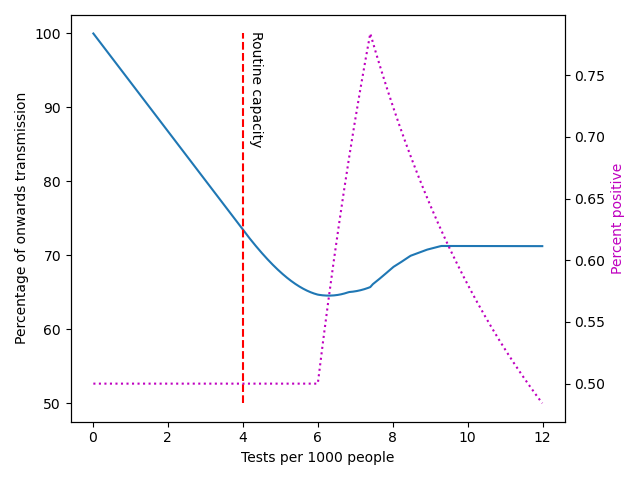 Routine capacity
100
90
80
70
60
50
Percentage of onwards transmission
0.75
0.70
0.65
0.60
0.55
0.50
Percent positive
0 2 4 6 8 10 12
Tests per 1000 people